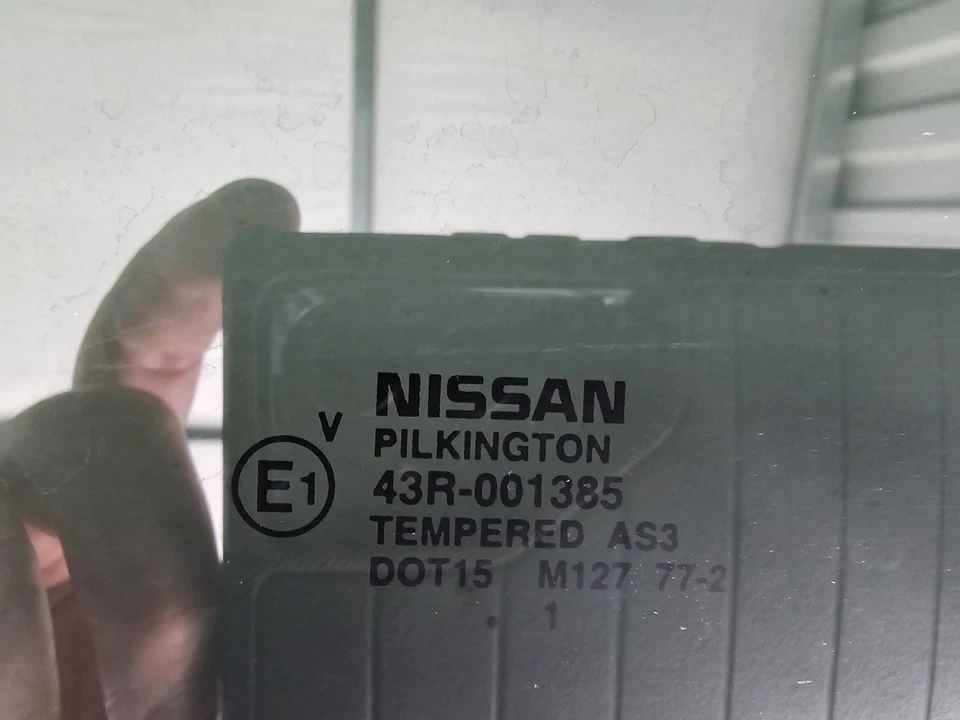 NISSAN
V
PILKINGTON
E1
43R-001385
TEMPERED AS3
DOT15 M127 77-2
1